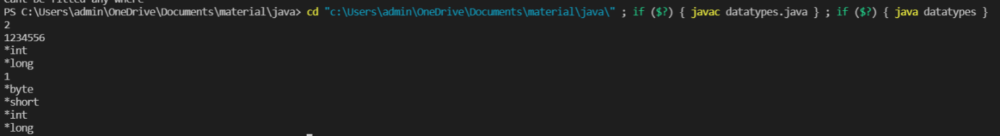 Cant be fitted any where
PS C:\Users\admin\OneDrive\Documents\material\java> cd "c:\Users\admin\OneDrive\Documents\material\java\" ; if ($?) { javac datatypes.java } ; if ($?) { java datatypes }
2
1234556
*int
*long
1
*byte
*short
*int
*long